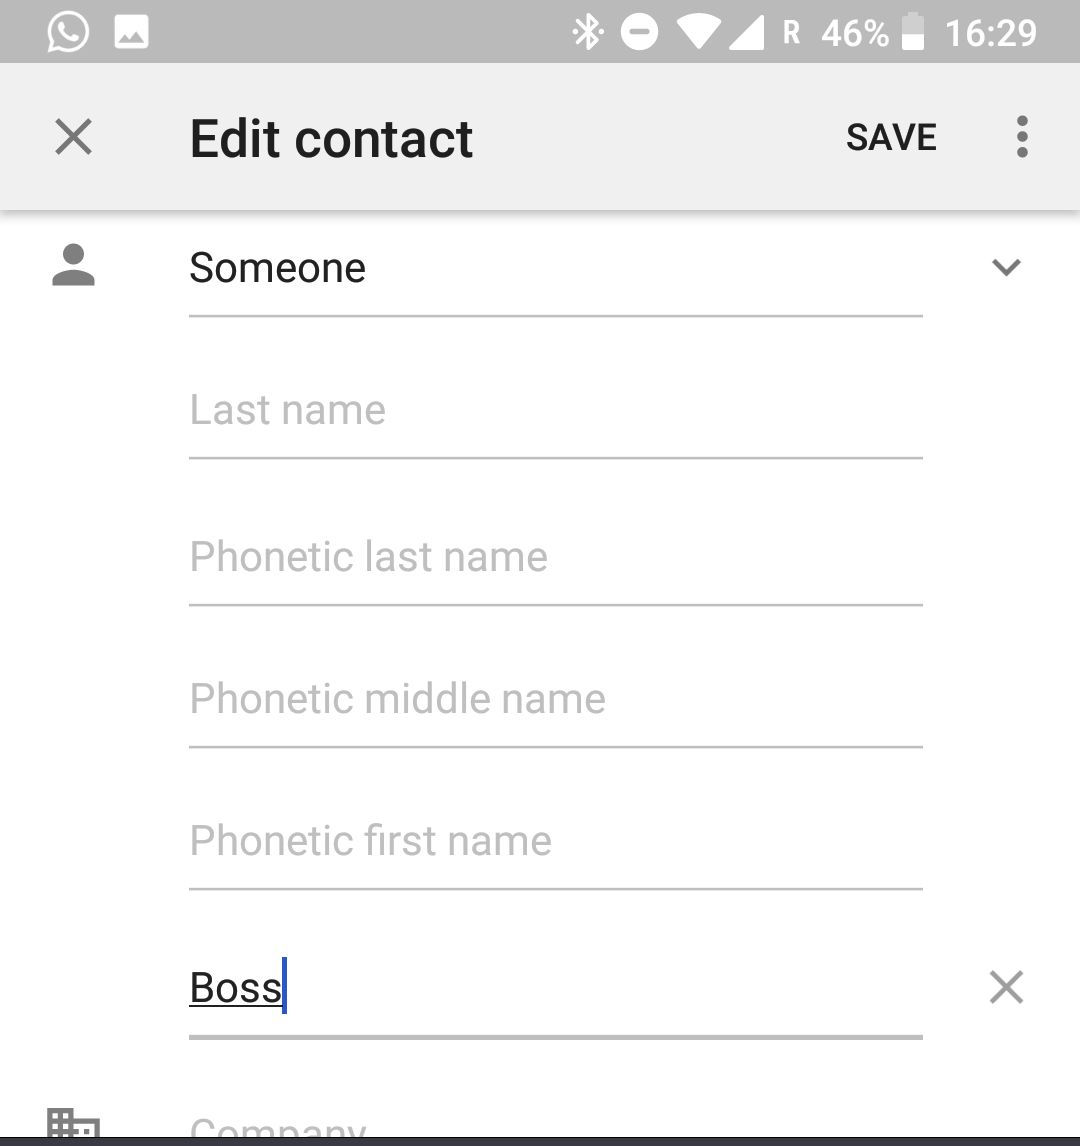 R 46% 16:29
Edit contact SAVE
Someone
Last name
Phonetic last name
Phonetic middle name
Phonetic first name
Boss
Company